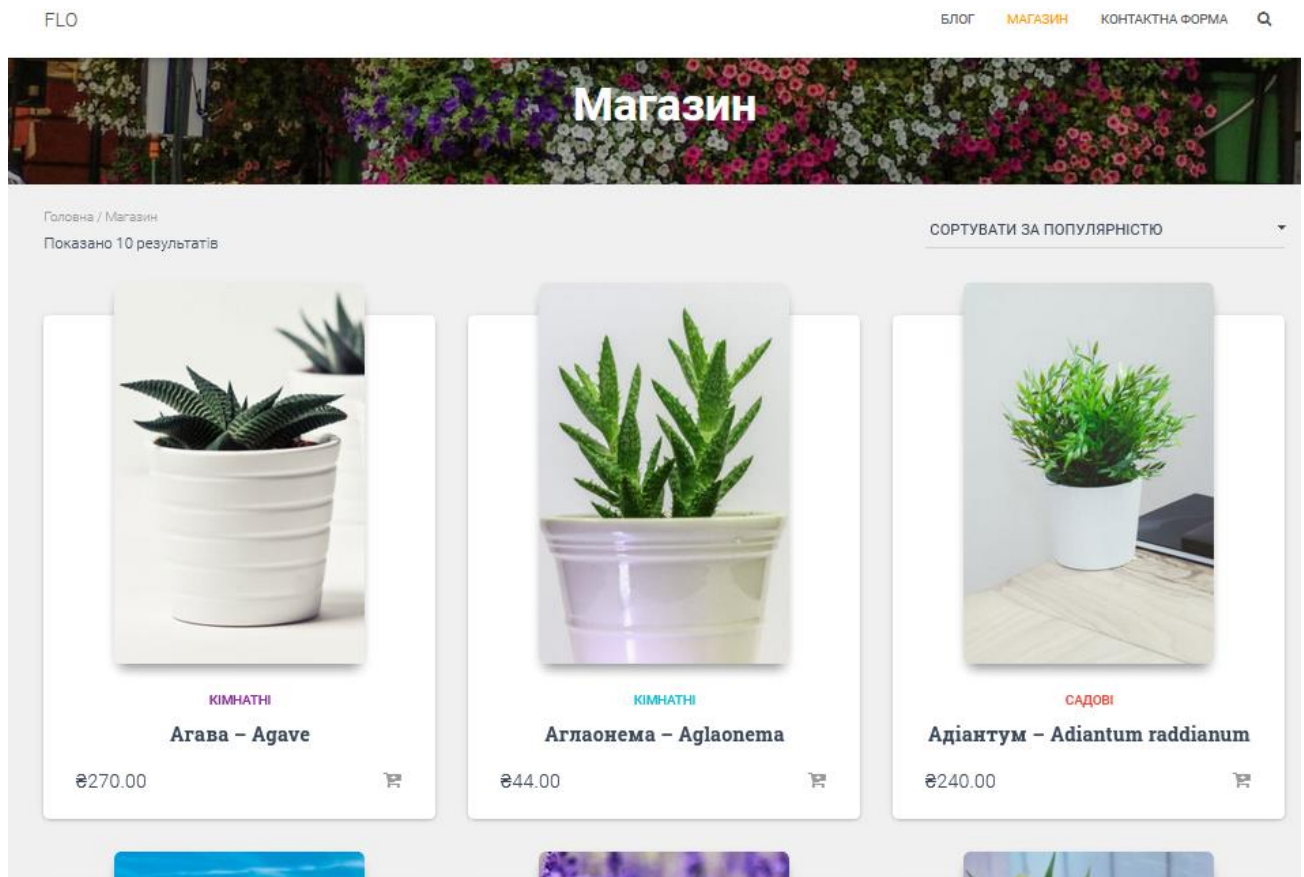 FLO
БЛОГ МАГАЗИН КОНТАКТНА ФОРМА
Магазин
Головна / Магазин
Показано 10 результатів
СОРТУВАТИ ЗА ПОПУЛЯРНІСТЮ
КІМНАТНІ
Агава – Agave
₴270.00
КІМНАТНІ
Аглаонема – Aglaonema
₴44.00
САДОВІ
Адіантум – Adiantum raddianum
₴240.00